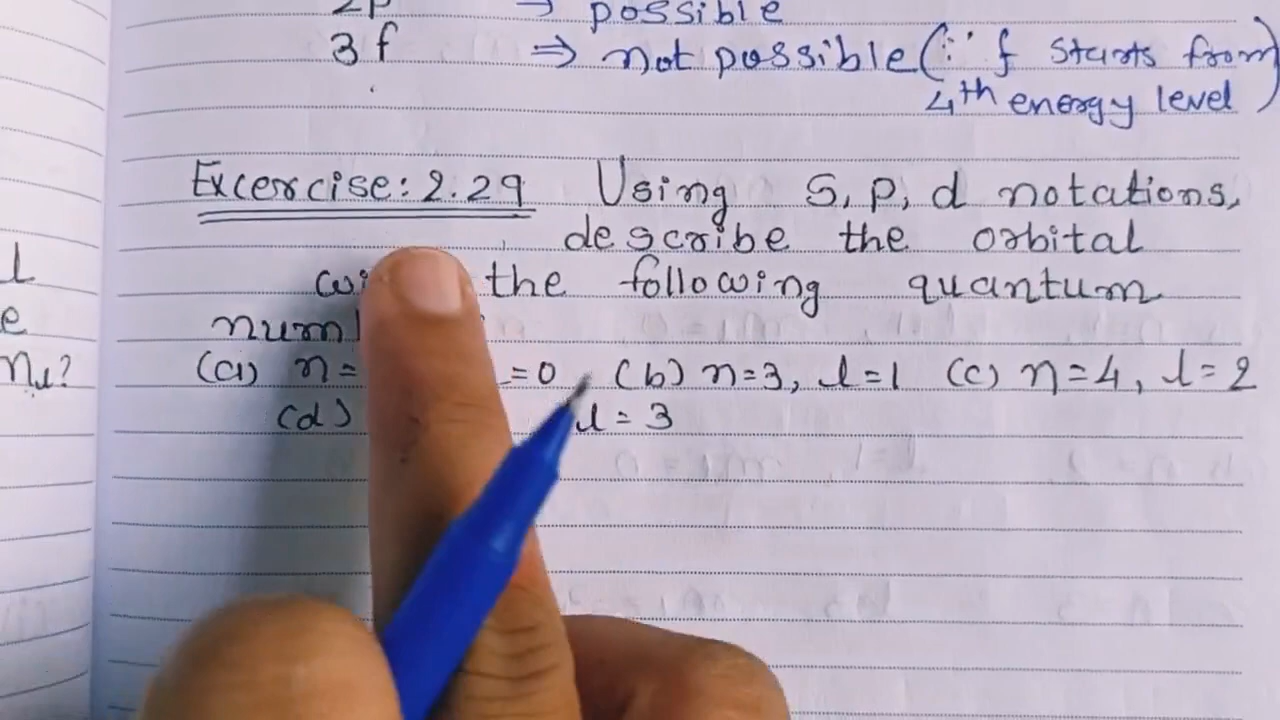 ⇒ possible
3 f ⇒ not possible (∵ f starts from
4th energy level)
Excercise: 2.29 Using s, p, d notations,
describe the orbital
the following quantum
(a) n= l=0, (b) n=3, l=1 (c) n=4, l=2
(d) l=3